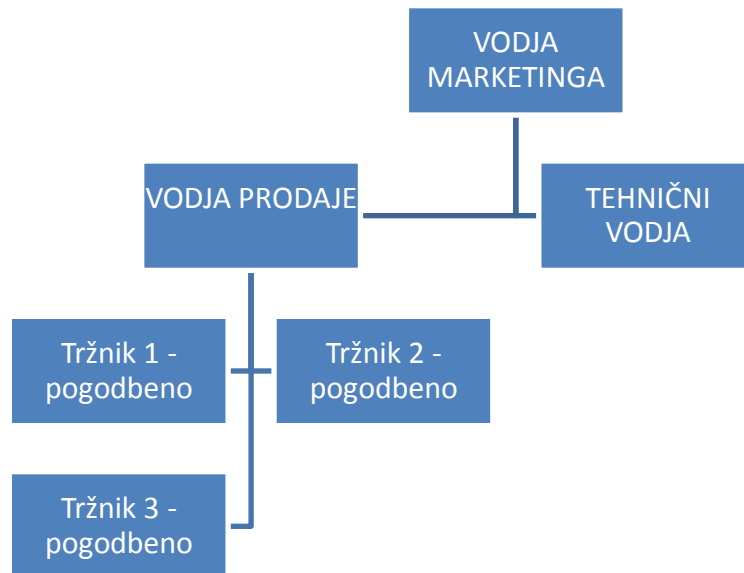 VODJA
MARKETINGA
VODJA PRODAJE
TEHNIČNI
VODJA
Tržnik 1 -
pogodbeno
Tržnik 2 -
pogodbeno
Tržnik 3 -
pogodbeno